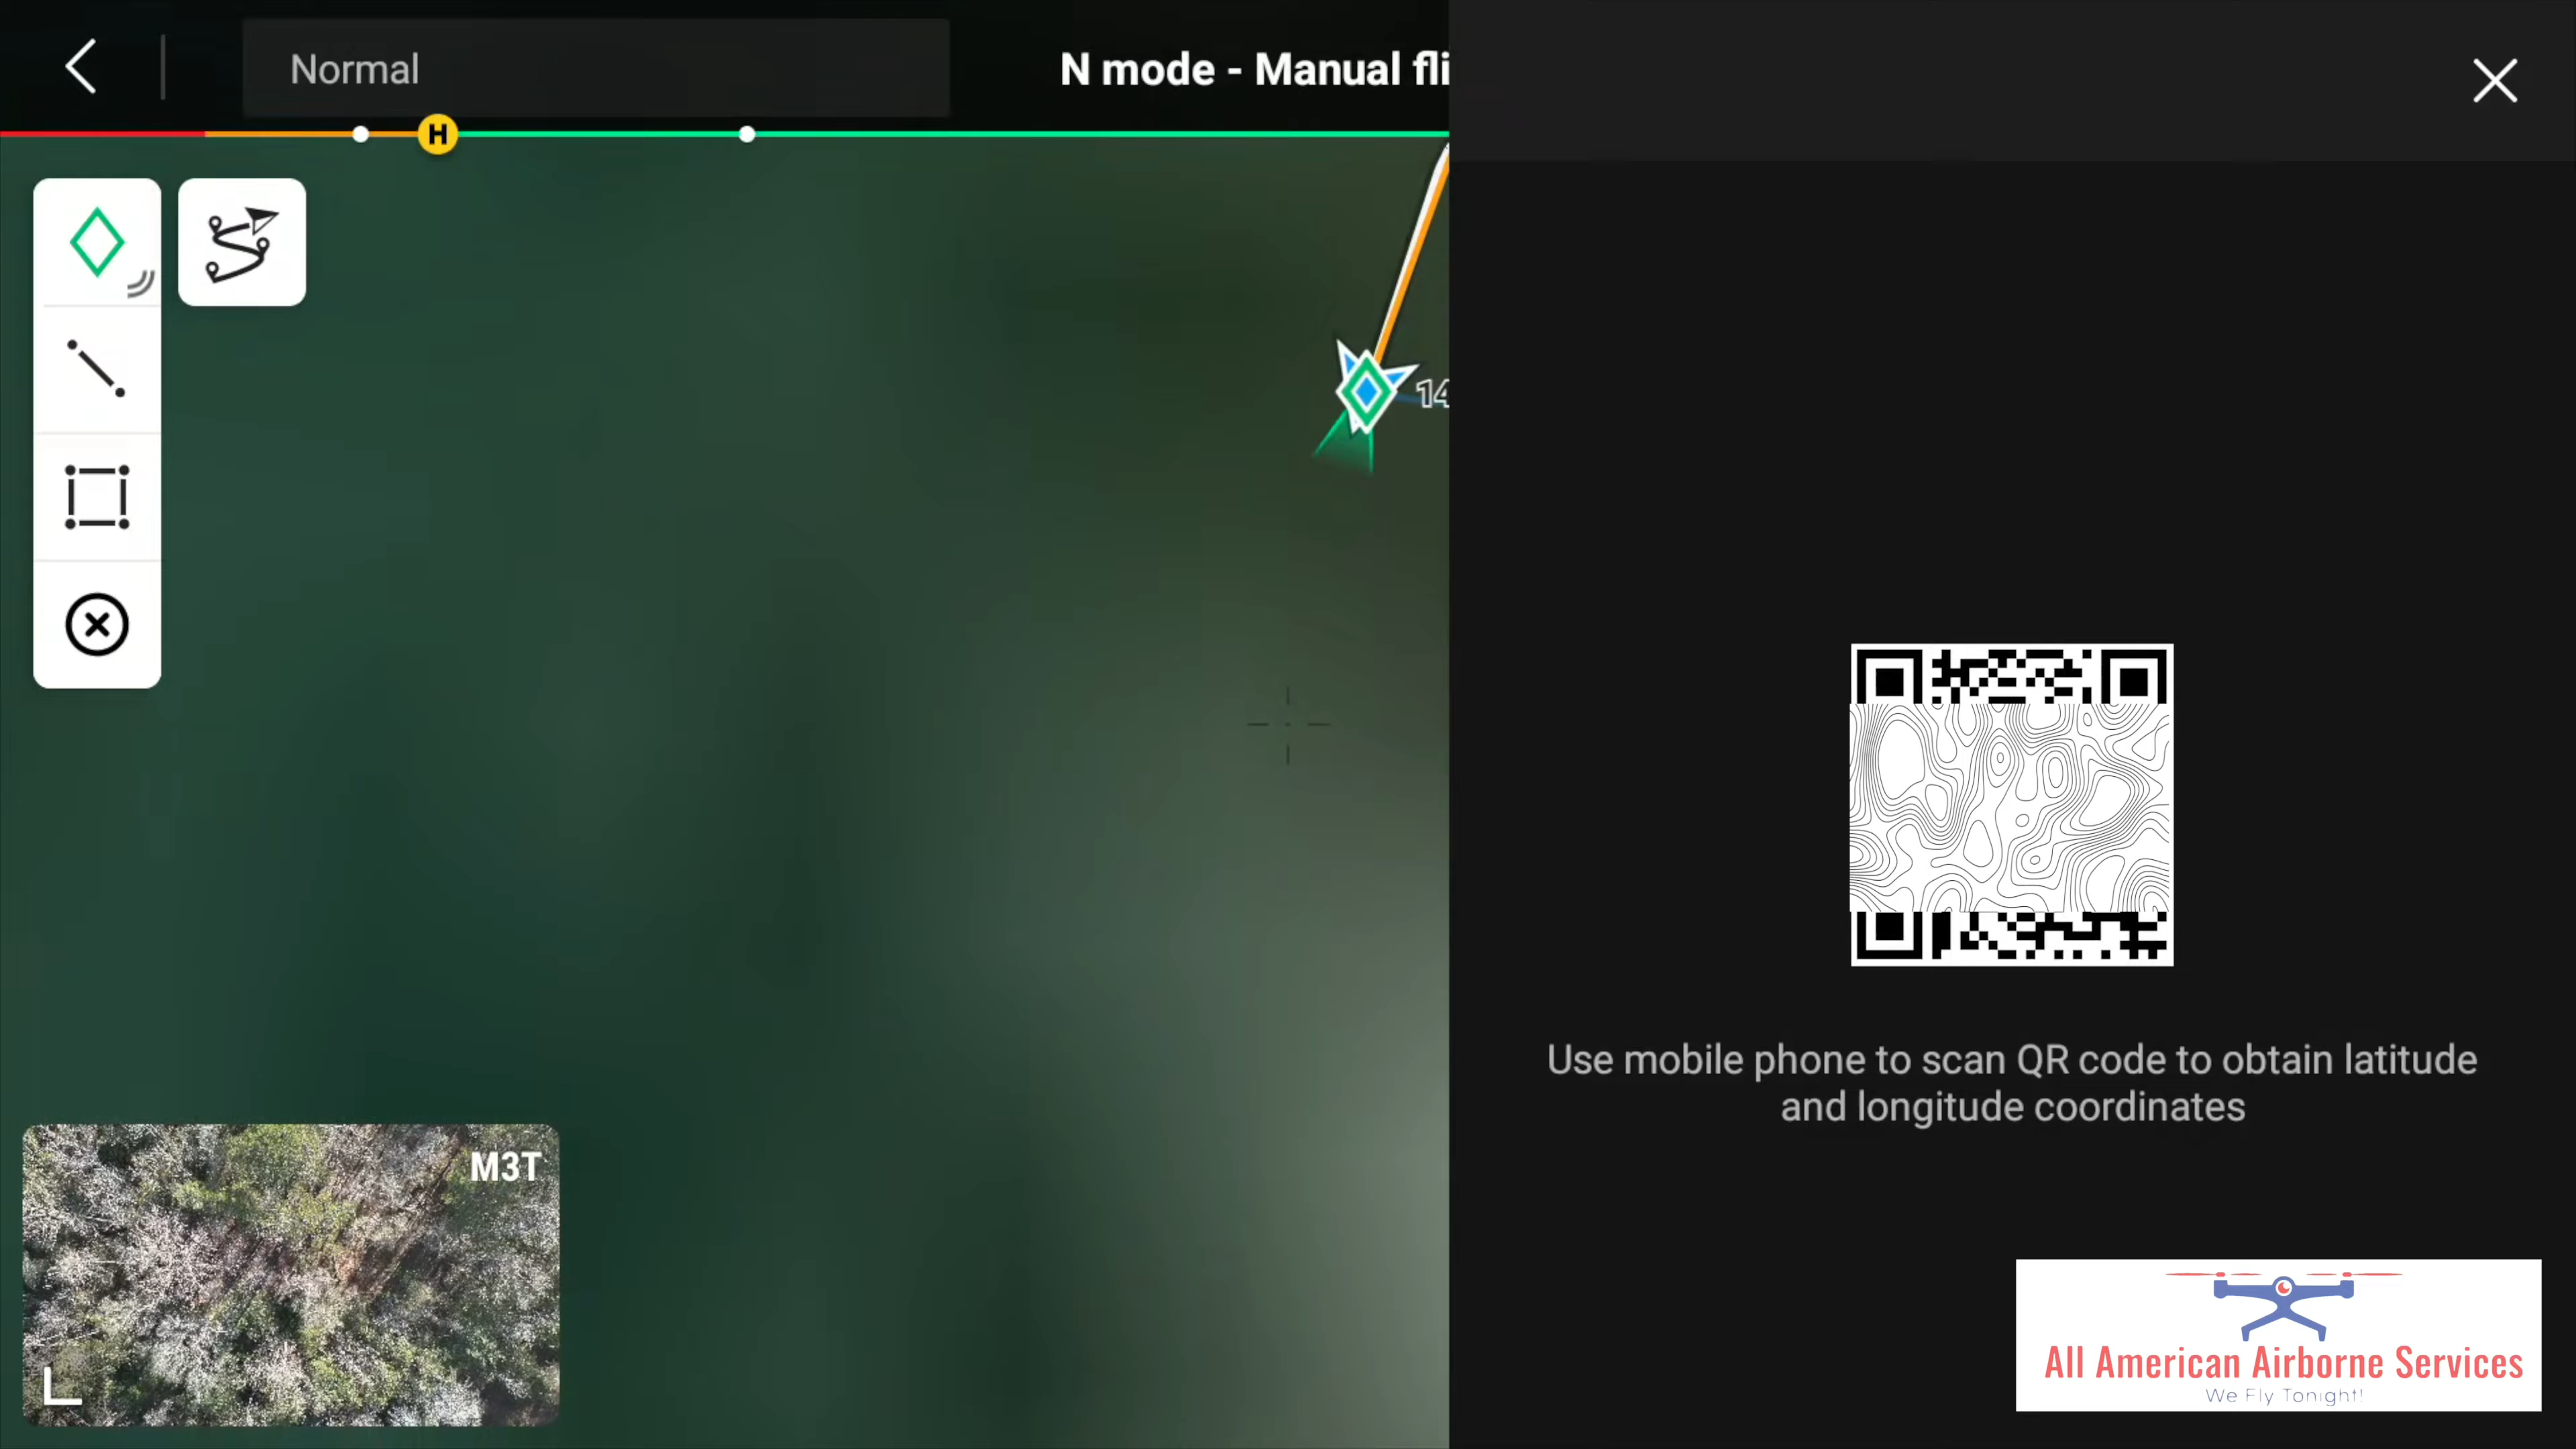 Normal
N mode - Manual fli
H
14
Use mobile phone to scan QR code to obtain latitude
and longitude coordinates
M3T
All American Airborne Services
We Fly Tonight!